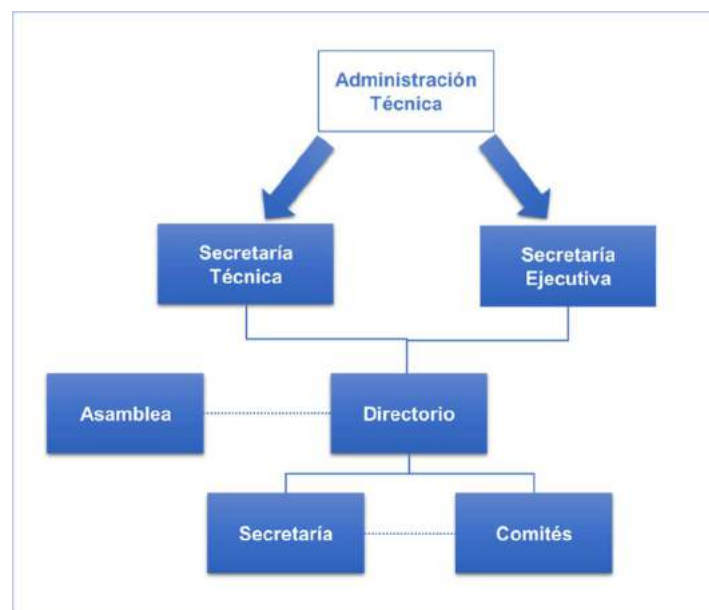 Administración
Técnica
Secretaría
Técnica
Secretaría
Ejecutiva
Asamblea
Directorio
Secretaría
Comités